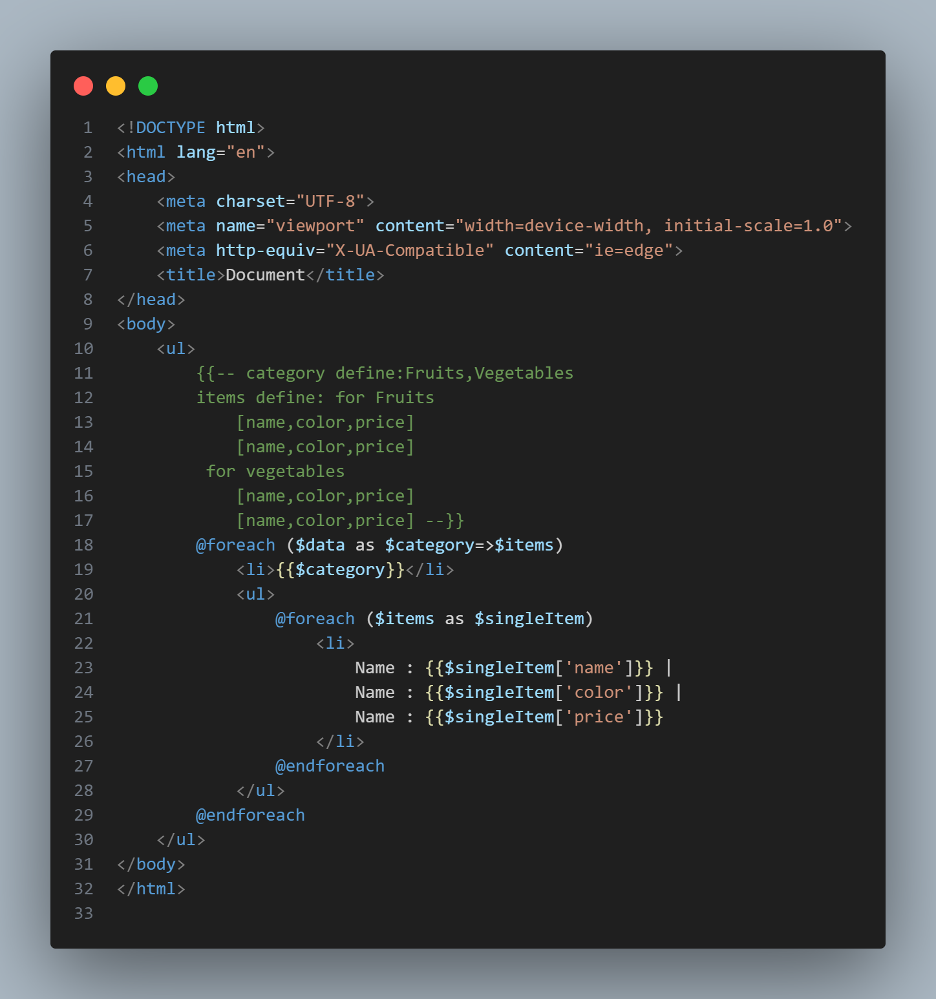 1 <!DOCTYPE html>
2 <html lang="en">
3 <head>
4     <meta charset="UTF-8">
5     <meta name="viewport" content="width=device-width, initial-scale=1.0">
6     <meta http-equiv="X-UA-Compatible" content="ie=edge">
7     <title>Document</title>
8 </head>
9 <body>
10     <ul>
11         {{-- category define:Fruits,Vegetables
12         items define: for Fruits
13             [name,color,price]
14             [name,color,price]
15          for vegetables
16             [name,color,price]
17             [name,color,price] --}}
18         @foreach ($data as $category=>$items)
19             <li>{{$category}}</li>
20             <ul>
21                 @foreach ($items as $singleItem)
22                     <li>
23                         Name : {{$singleItem['name']}} |
24                         Name : {{$singleItem['color']}} |
25                         Name : {{$singleItem['price']}}
26                     </li>
27                 @endforeach
28             </ul>
29         @endforeach
30     </ul>
31 </body>
32 </html>
33